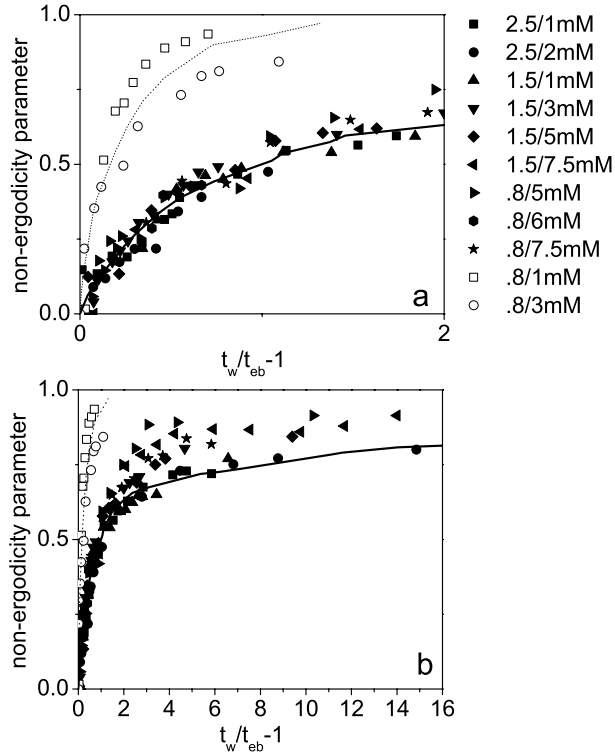 1.0
0.5
0.0
non-ergodicity parameter
0
2
t_w/t_eb-1
a
2.5/1mM
2.5/2mM
1.5/1mM
1.5/3mM
1.5/5mM
1.5/7.5mM
.8/5mM
.8/6mM
.8/7.5mM
.8/1mM
.8/3mM
1.0
0.5
0.0
non-ergodicity parameter
0 2 4 6 8 10 12 14 16
t_w/t_eb-1
b